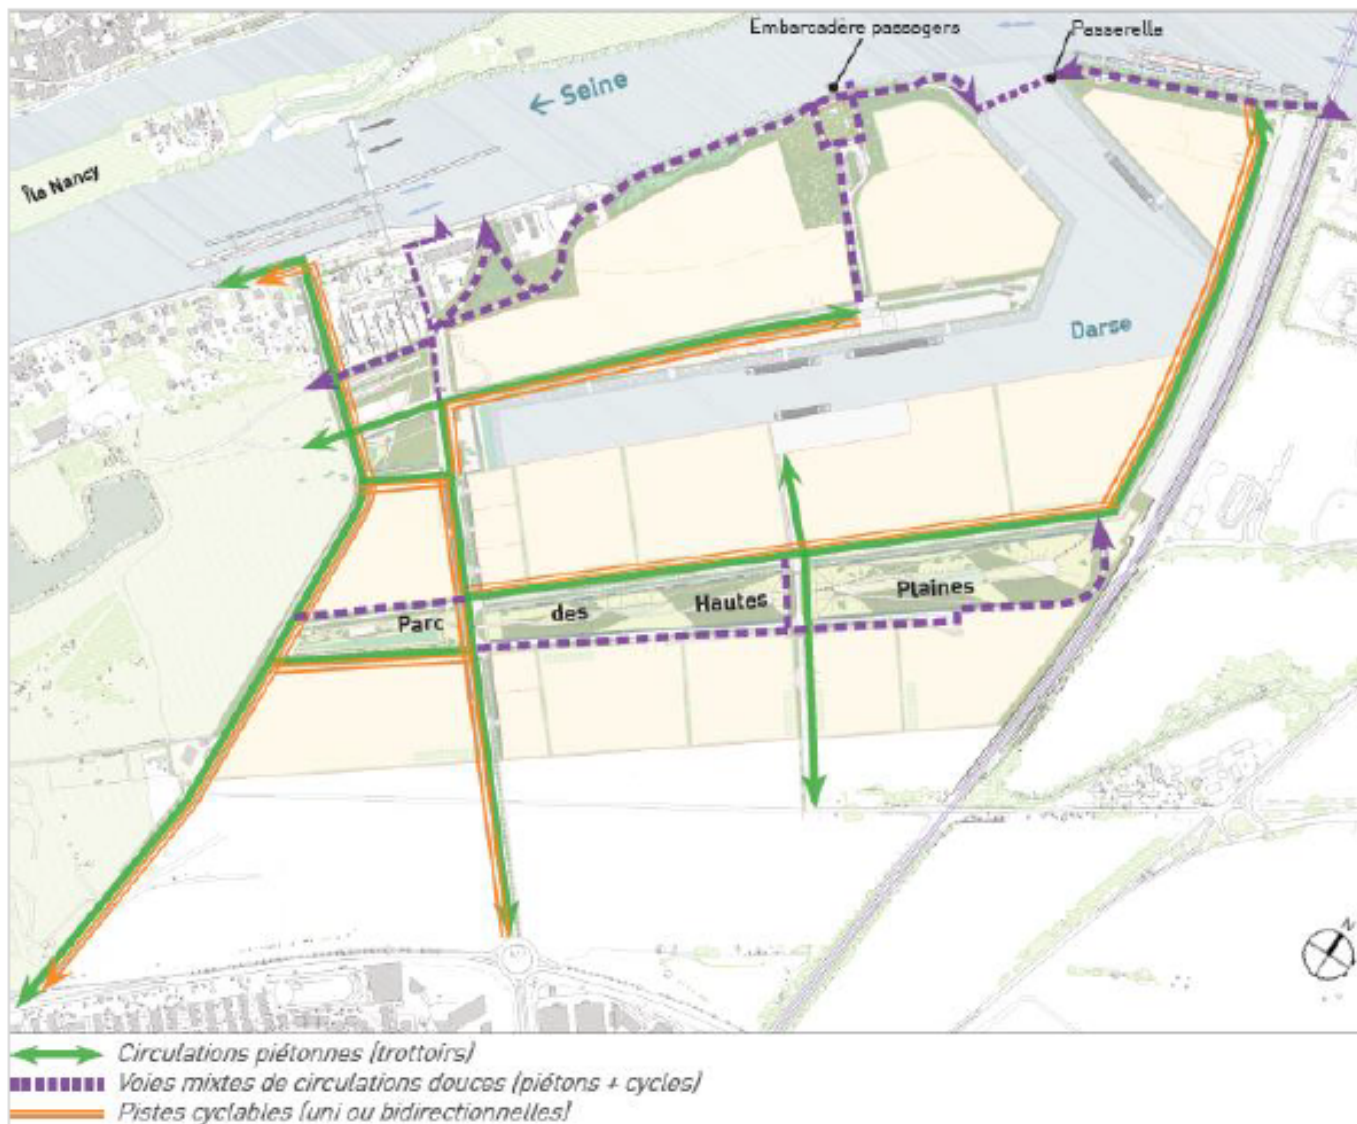 Embarcadère passagers
Passerelle
← Seine
Île Nancy
Darse
Parc des Hautes Plaines
N
Circulations piétonnes (trottoirs)
Voies mixtes de circulations douces (piétons + cycles)
Pistes cyclables (uni ou bidirectionnelles)